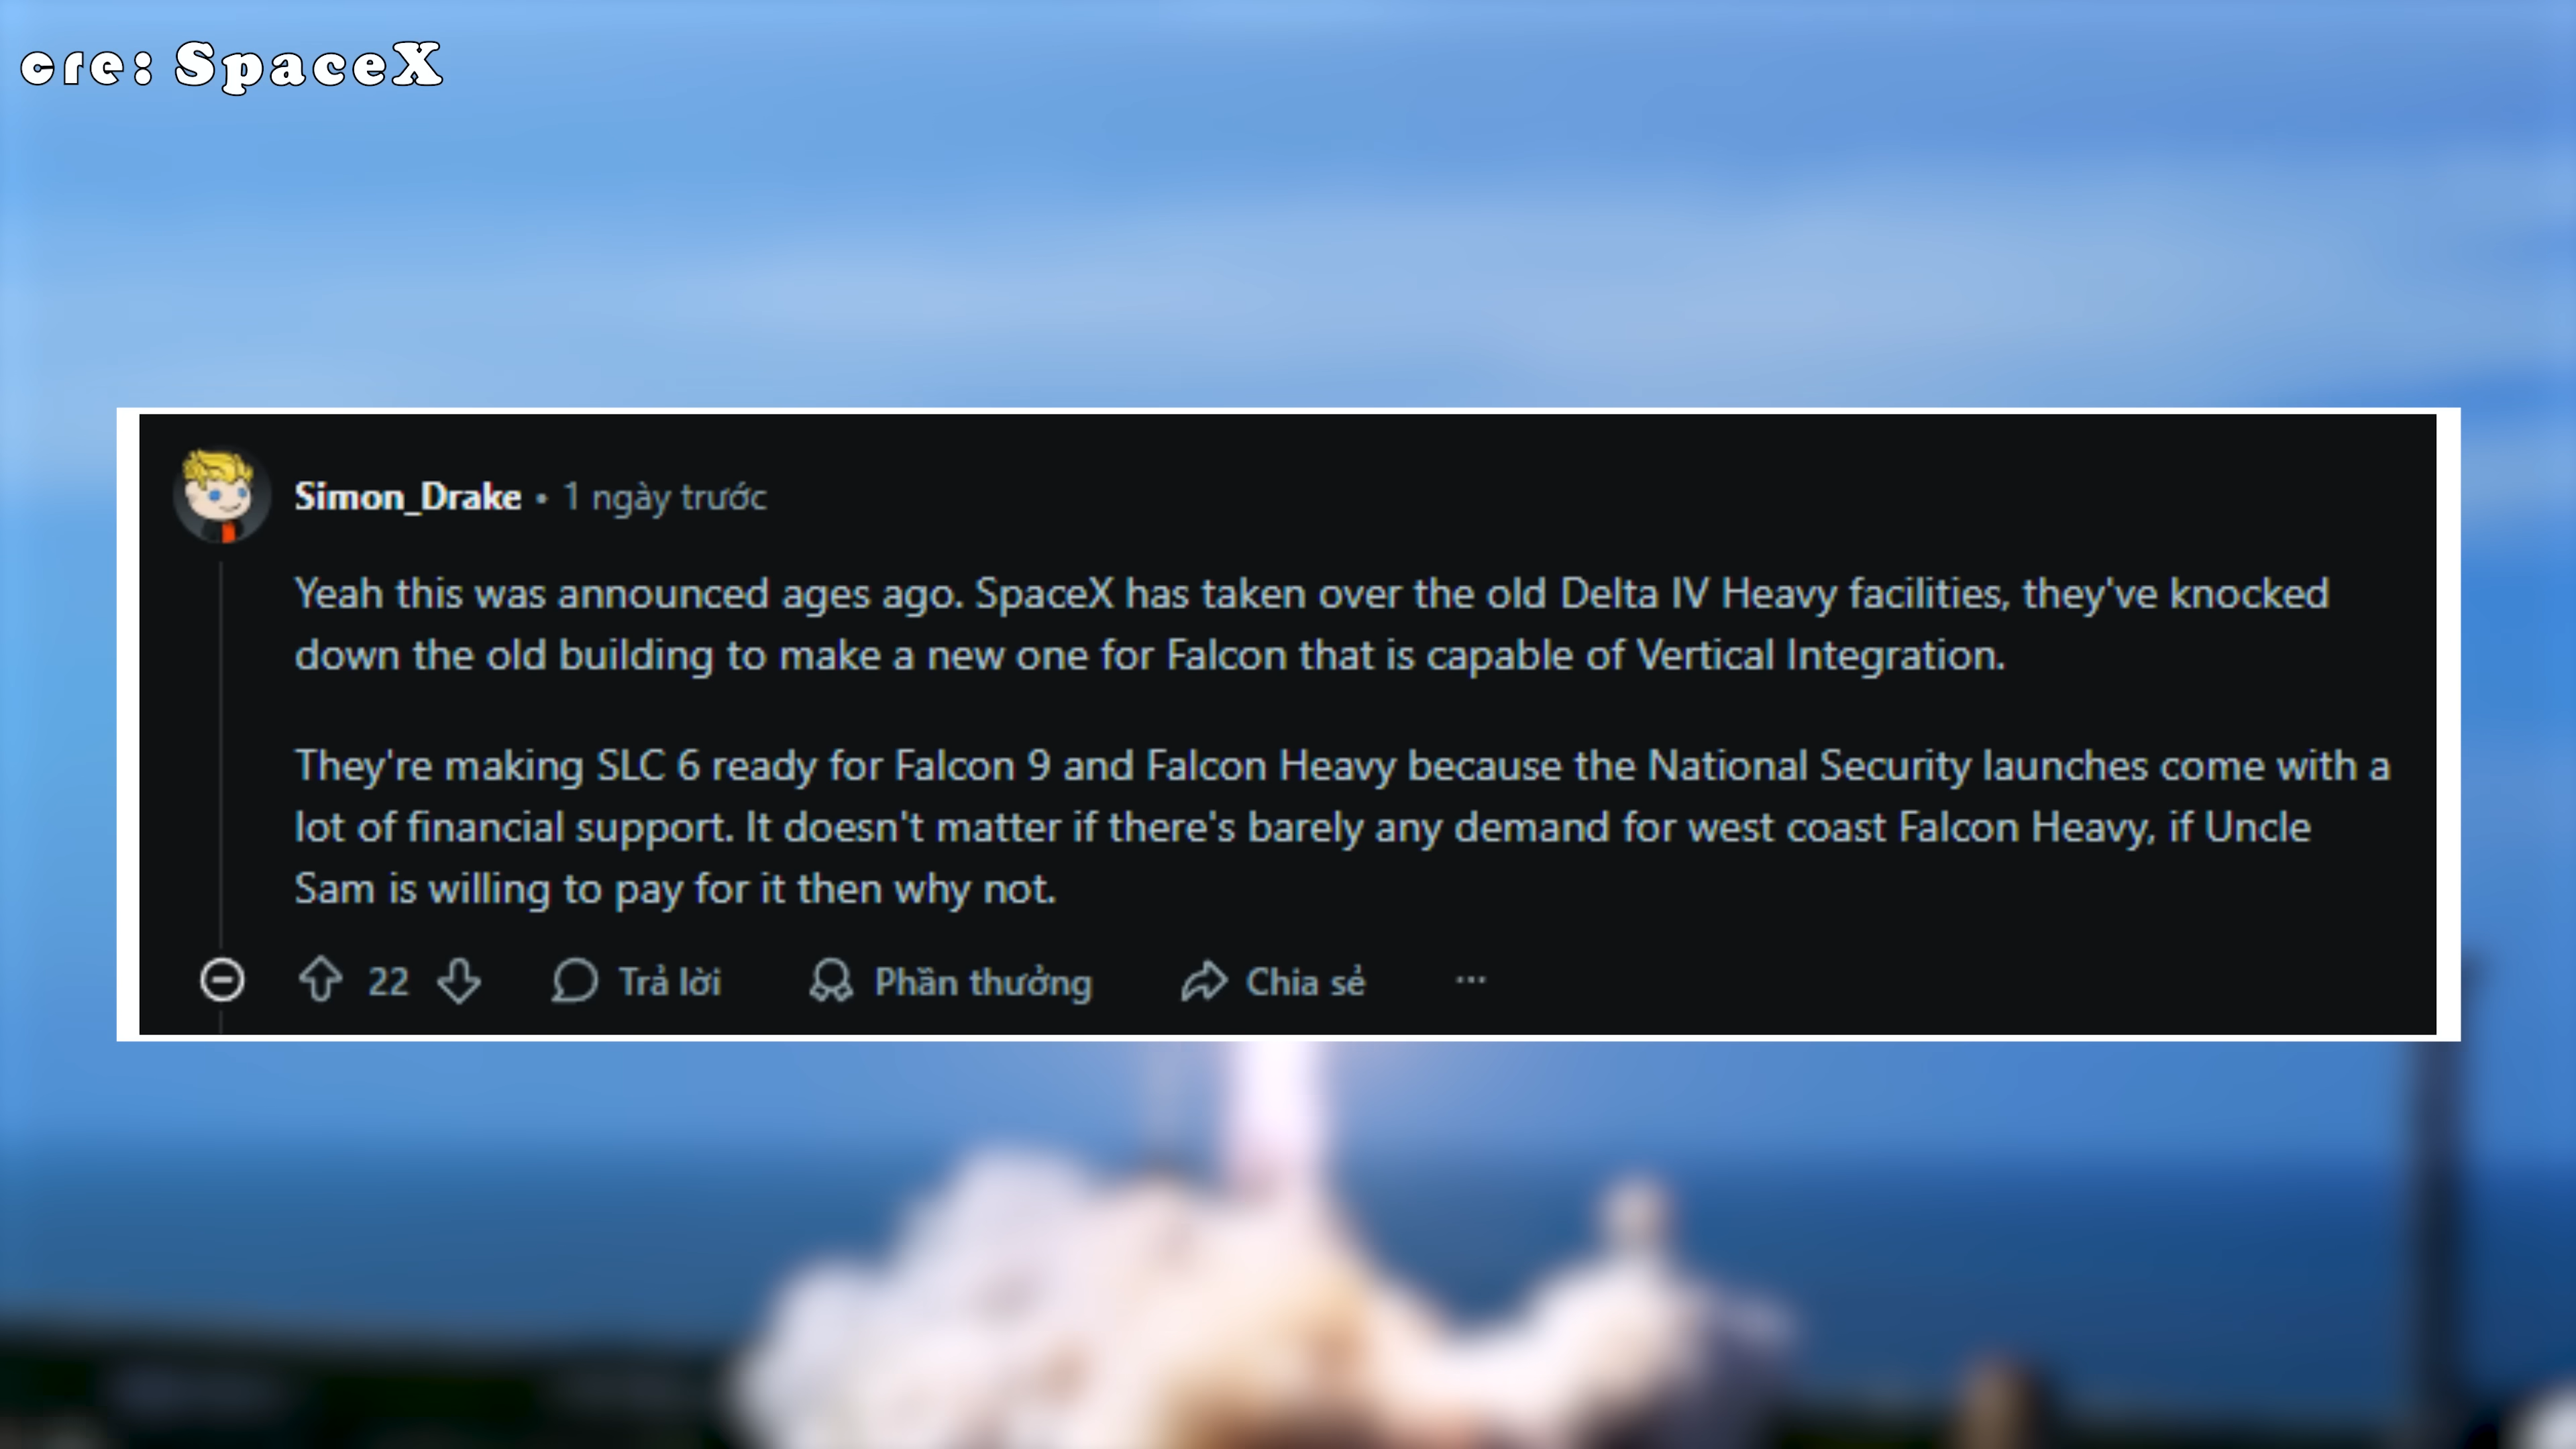 cre: SpaceX
Simon_Drake • 1 ngày trước
Yeah this was announced ages ago. SpaceX has taken over the old Delta IV Heavy facilities, they've knocked
down the old building to make a new one for Falcon that is capable of Vertical Integration.
They're making SLC 6 ready for Falcon 9 and Falcon Heavy because the National Security launches come with a
lot of financial support. It doesn't matter if there's barely any demand for west coast Falcon Heavy, if Uncle
Sam is willing to pay for it then why not.
22 Trả lời Phần thưởng Chia sẻ ...